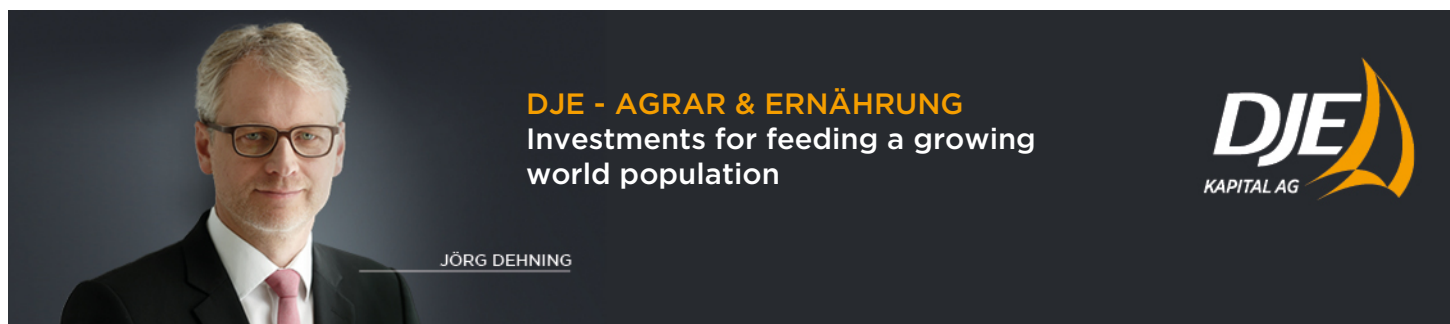 DJE - AGRAR & ERNÄHRUNG
Investments for feeding a growing
world population
JÖRG DEHNING
DJE
KAPITAL AG